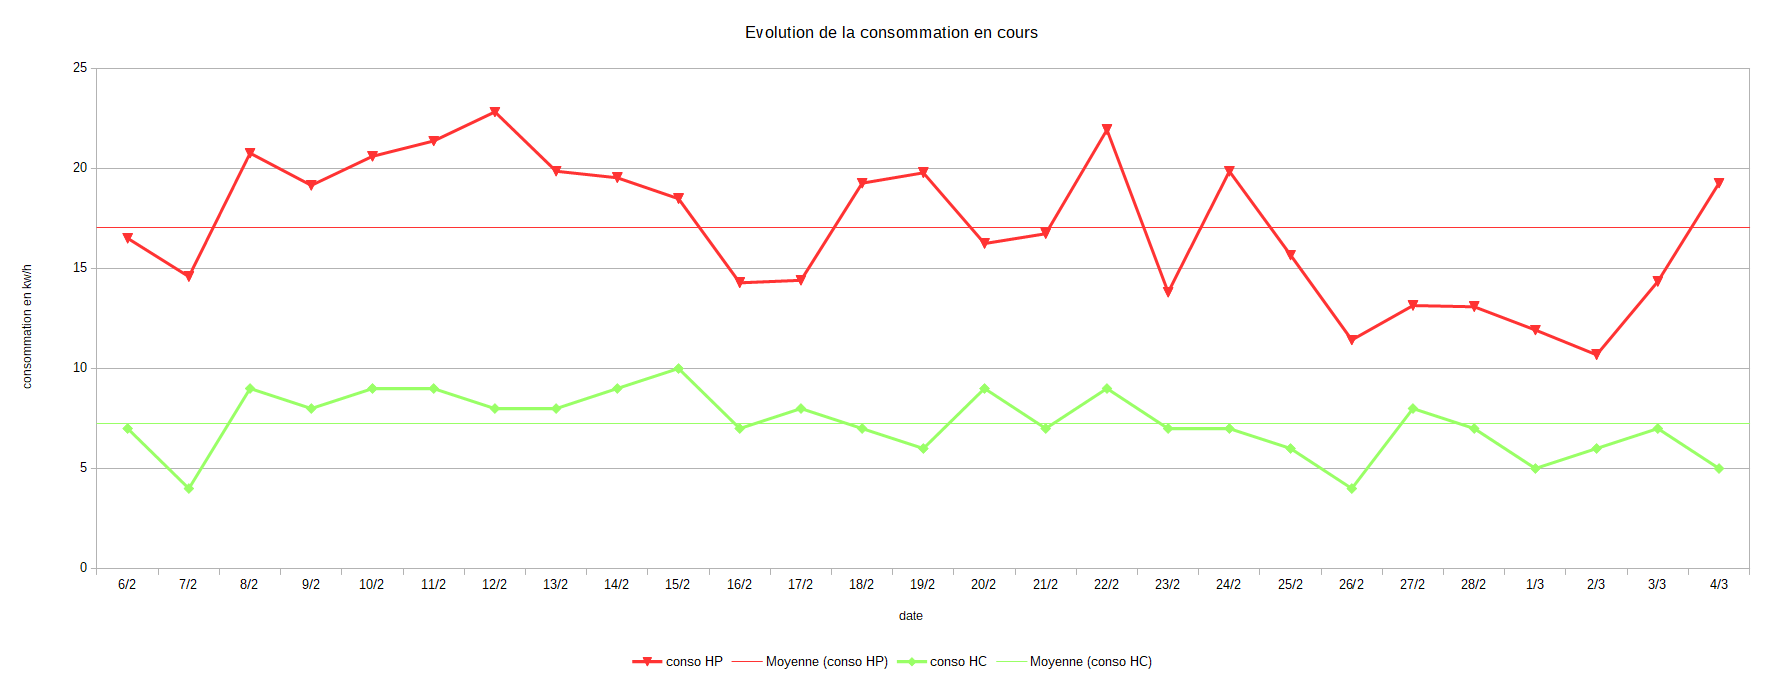 Evolution de la consommation en cours
25
20
15
10
5
0
consommation en kw/h
6/2 7/2 8/2 9/2 10/2 11/2 12/2 13/2 14/2 15/2 16/2 17/2 18/2 19/2 20/2 21/2 22/2 23/2 24/2 25/2 26/2 27/2 28/2 1/3 2/3 3/3 4/3
date
conso HP Moyenne (conso HP) conso HC Moyenne (conso HC)